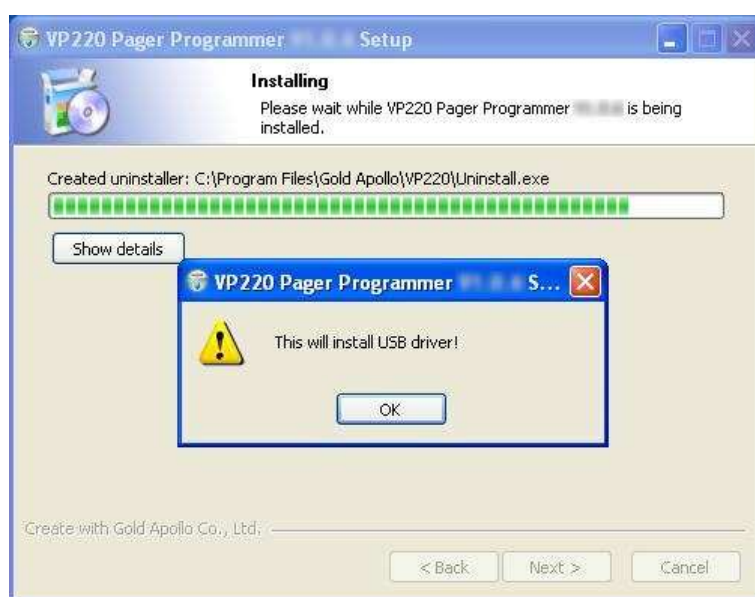 VP220 Pager Programmer Setup
Installing
Please wait while VP220 Pager Programmer is being
installed.
Created uninstaller: C:\Program Files\Gold Apollo\VP220\Uninstall.exe
Show details
VP220 Pager Programmer S...
This will install USB driver!
OK
Create with Gold Apollo Co., Ltd.
< Back
Next >
Cancel